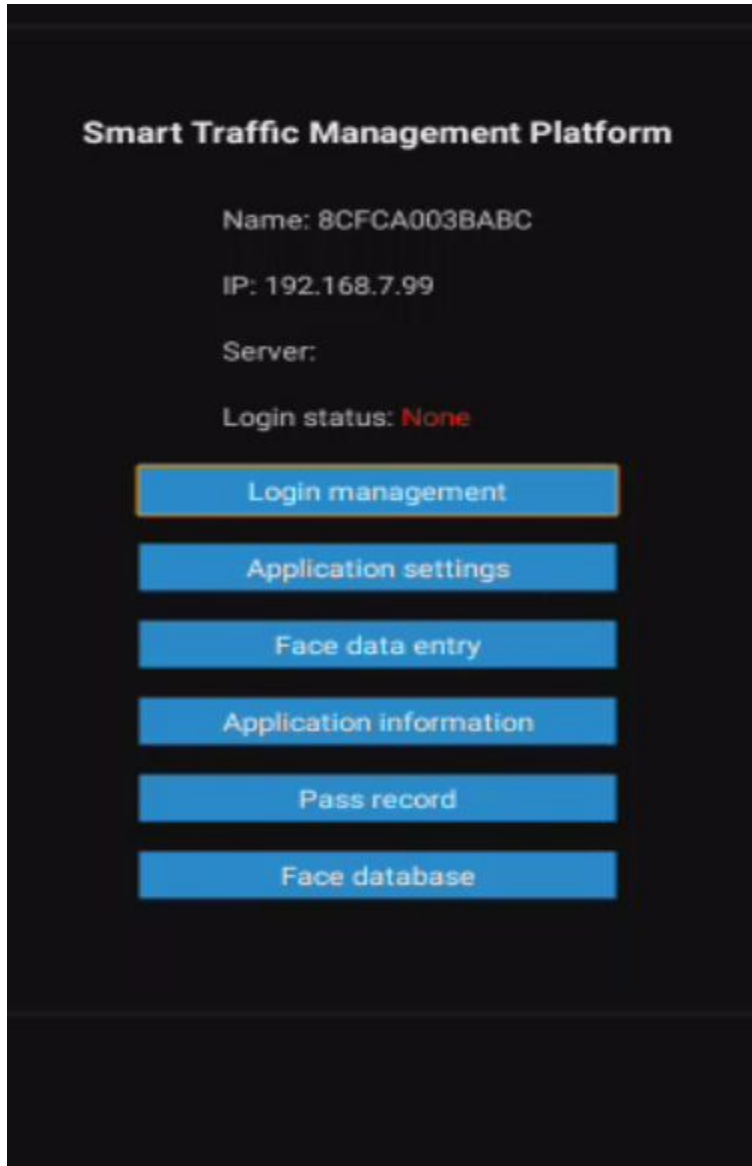 Smart Traffic Management Platform
Name: 8CFCA003BABC
IP: 192.168.7.99
Server:
Login status: None
Login management
Application settings
Face data entry
Application information
Pass record
Face database